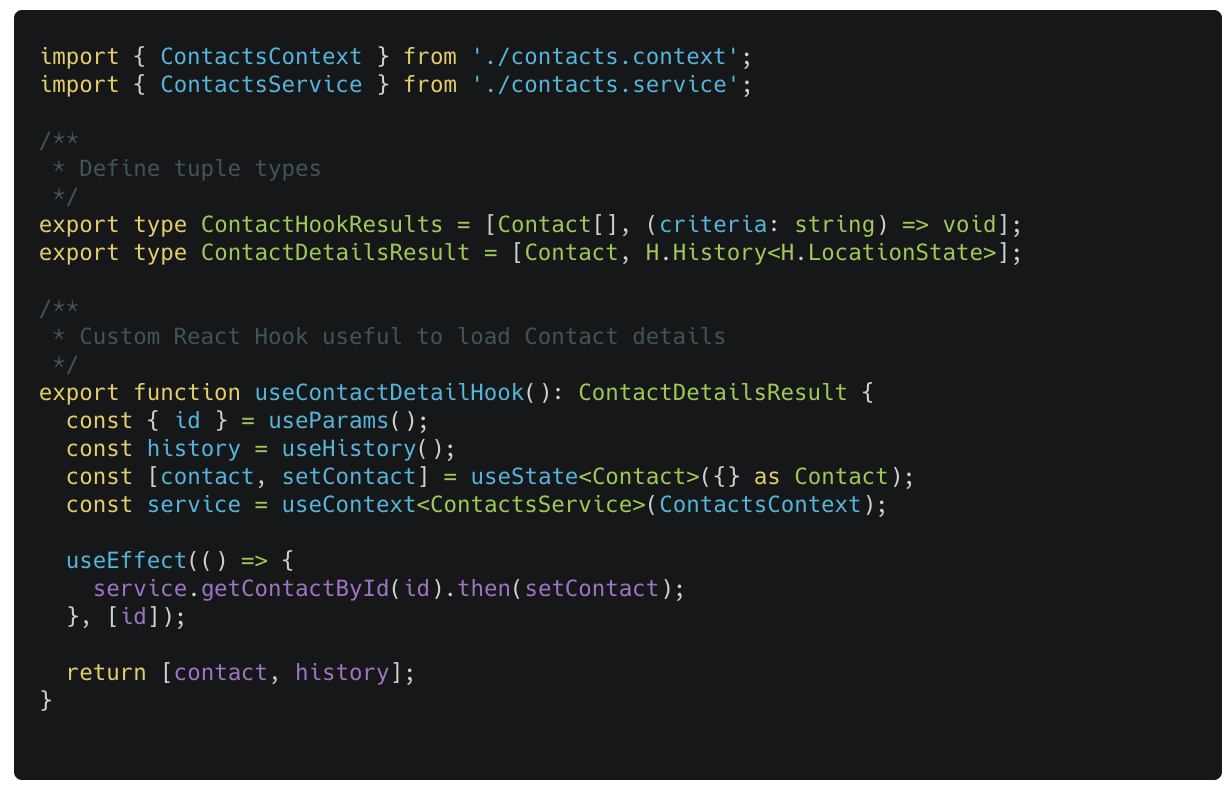 import { ContactsContext } from './contacts.context';
import { ContactsService } from './contacts.service';

/**
 * Define tuple types
 */
export type ContactHookResults = [Contact[], (criteria: string) => void];
export type ContactDetailsResult = [Contact, H.History<H.LocationState>];

/**
 * Custom React Hook useful to load Contact details
 */
export function useContactDetailHook(): ContactDetailsResult {
  const { id } = useParams();
  const history = useHistory();
  const [contact, setContact] = useState<Contact>({} as Contact);
  const service = useContext<ContactsService>(ContactsContext);

  useEffect(() => {
    service.getContactById(id).then(setContact);
  }, [id]);

  return [contact, history];
}